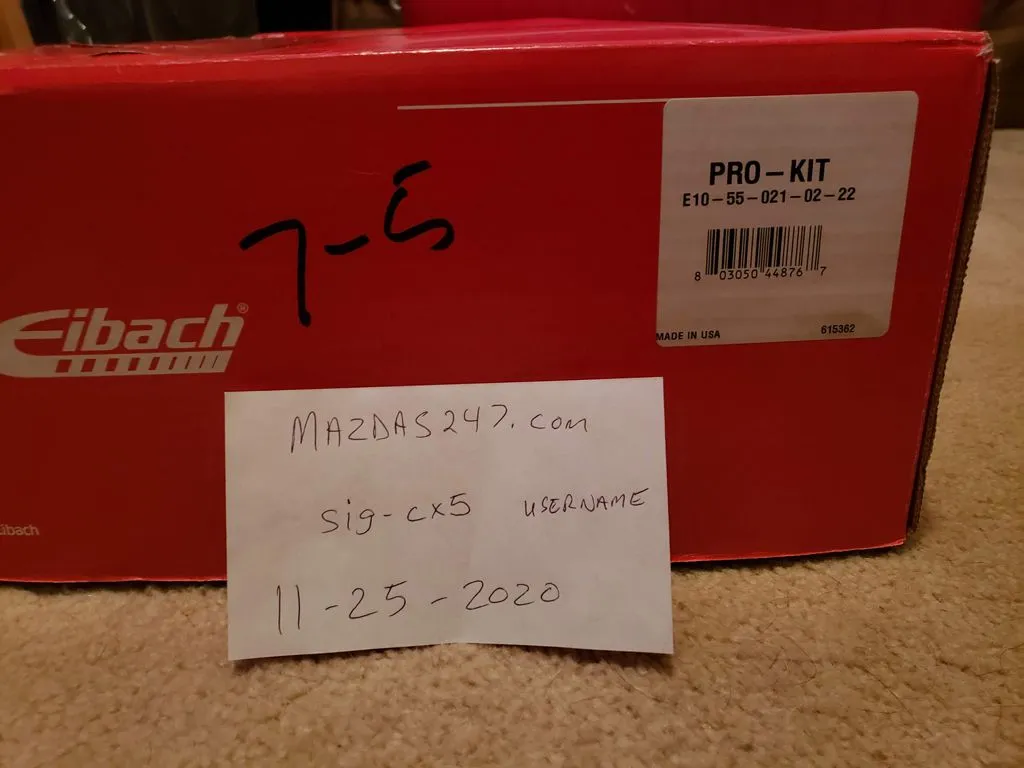 PRO-KIT
E10-55-021-02-22
8 03050 44876 7
MADE IN USA 615362
7-5
Eibach®
Eibach
MAZDAS247.com
sig-cx5 USERNAME
11-25-2020